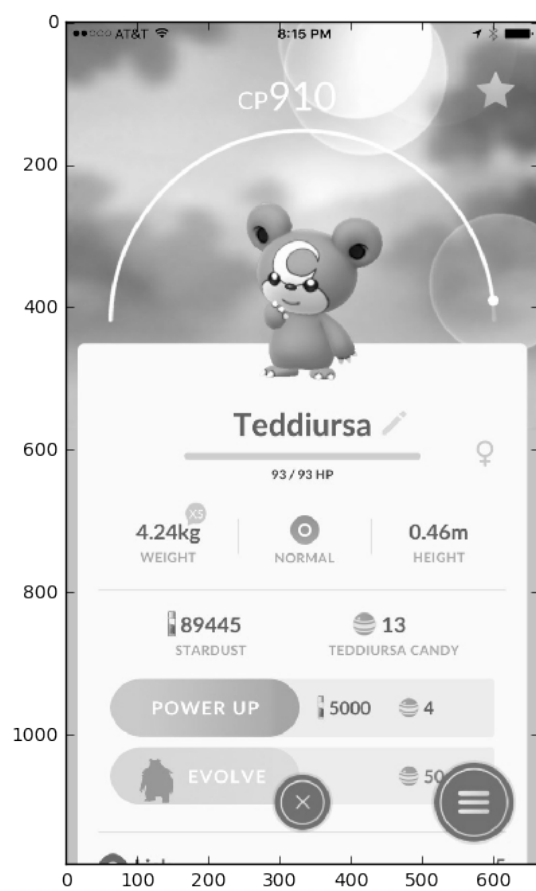 0
AT&T 8:15 PM
CP910
200
400
Teddiursa
600
93 / 93 HP
XS
4.24kg 0.46m
WEIGHT NORMAL HEIGHT
800
89445 13
STARDUST TEDDIURSA CANDY
POWER UP 5000 4
1000
EVOLVE 50
0 100 200 300 400 500 600